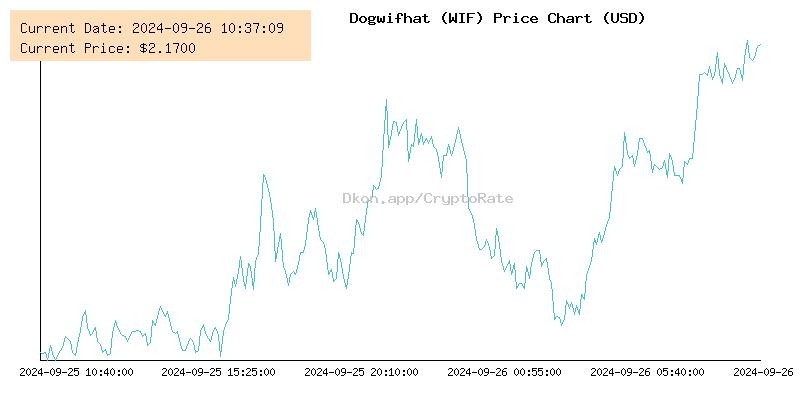 Dogwifhat (WIF) Price Chart (USD)
Current Date: 2024-09-26 10:37:09
Current Price: $2.1700
Dkon.app/CryptoRate
2024-09-25 10:40:00 2024-09-25 15:25:00 2024-09-25 20:10:00 2024-09-26 00:55:00 2024-09-26 05:40:00 2024-09-26